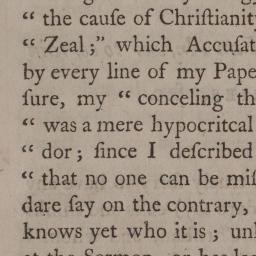 “ the cauſe of Chriſtianity
“ Zeal;” which Accuſat
by every line of my Pape
ſure, my “ conceling th
“ was a mere hypocritcal
“ dor; ſince I deſcribed
“ that no one can be miſ
dare ſay on the contrary,
knows yet who it is; unl